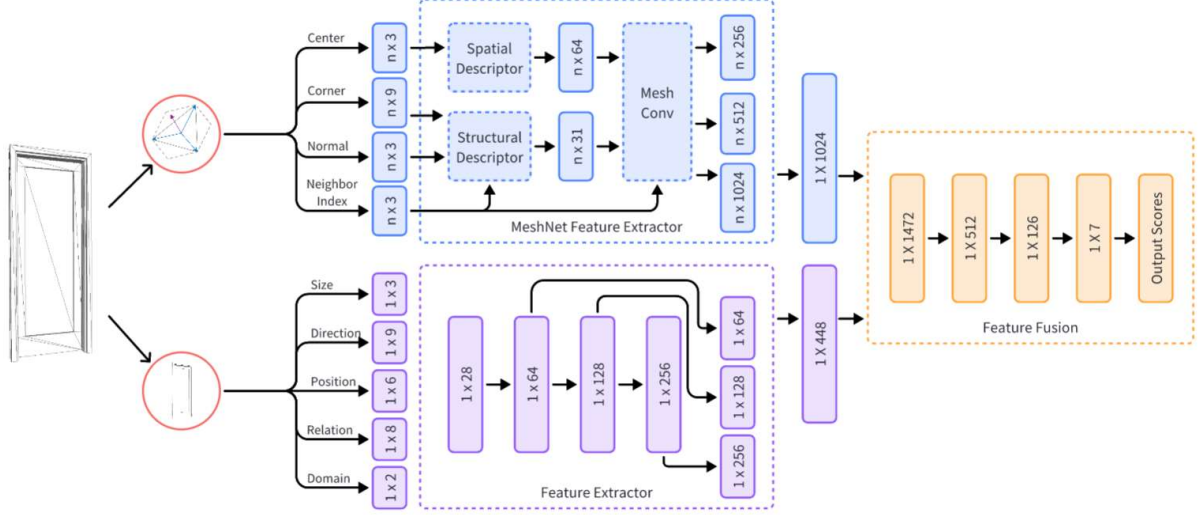 Center
n x 3
Corner
n x 9
Normal
n x 3
Neighbor
Index
n x 3
Spatial
Descriptor
n x 64
Structural
Descriptor
n x 31
Mesh
Conv
n x 256
n x 512
n x 1024
MeshNet Feature Extractor
1 X 1024
Size
1 x 3
Direction
1 x 9
Position
1 x 6
Relation
1 x 8
Domain
1 x 2
1 x 28
1 x 64
1 x 128
1 x 256
1 x 64
1 x 128
1 x 256
Feature Extractor
1 X 448
1 X 1472
1 X 512
1 X 126
1 X 7
Output Scores
Feature Fusion